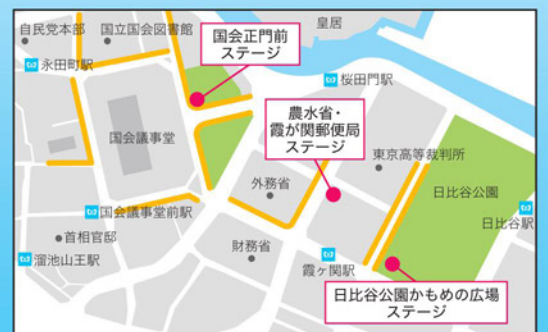 皇居
自民党本部
国立国会図書館
国会正門前
ステージ
永田町駅
桜田門駅
農水省・
霞が関郵便局
ステージ
国会議事堂
東京高等裁判所
外務省
日比谷公園
国会議事堂前駅
日比谷駅
首相官邸
財務省
溜池山王駅
霞ヶ関駅
日比谷公園かもめの広場
ステージ